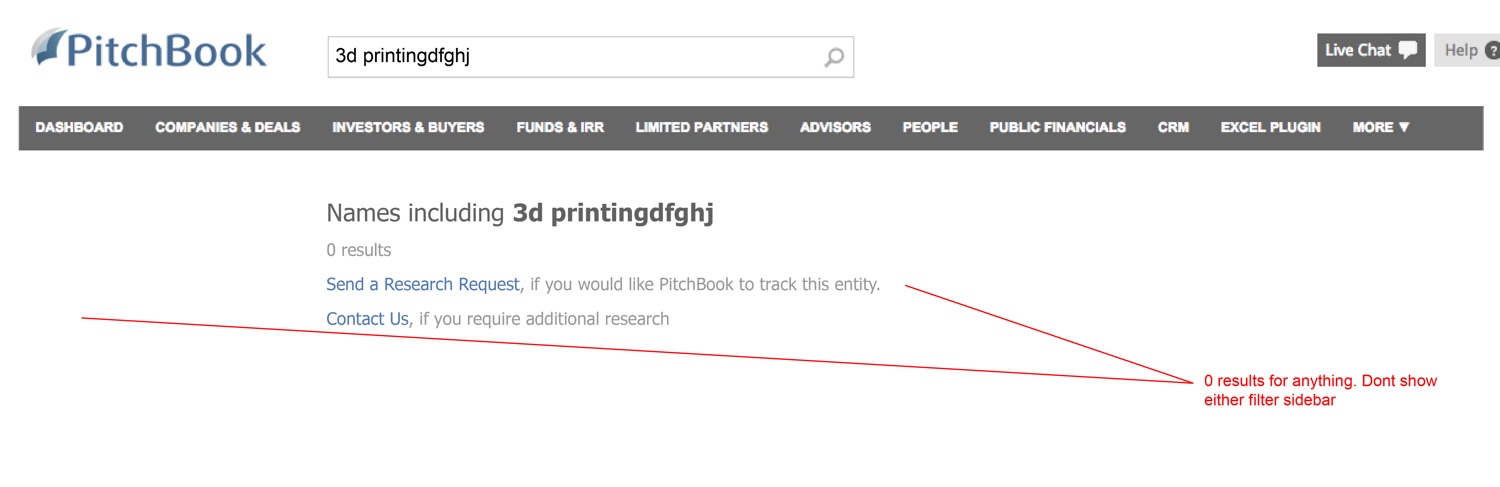 PitchBook
3d printingdfghj
Live Chat
Help ?
DASHBOARD COMPANIES & DEALS INVESTORS & BUYERS FUNDS & IRR LIMITED PARTNERS ADVISORS PEOPLE PUBLIC FINANCIALS CRM EXCEL PLUGIN MORE ▼
Names including 3d printingdfghj
0 results
Send a Research Request, if you would like PitchBook to track this entity.
Contact Us, if you require additional research
0 results for anything. Dont show
either filter sidebar